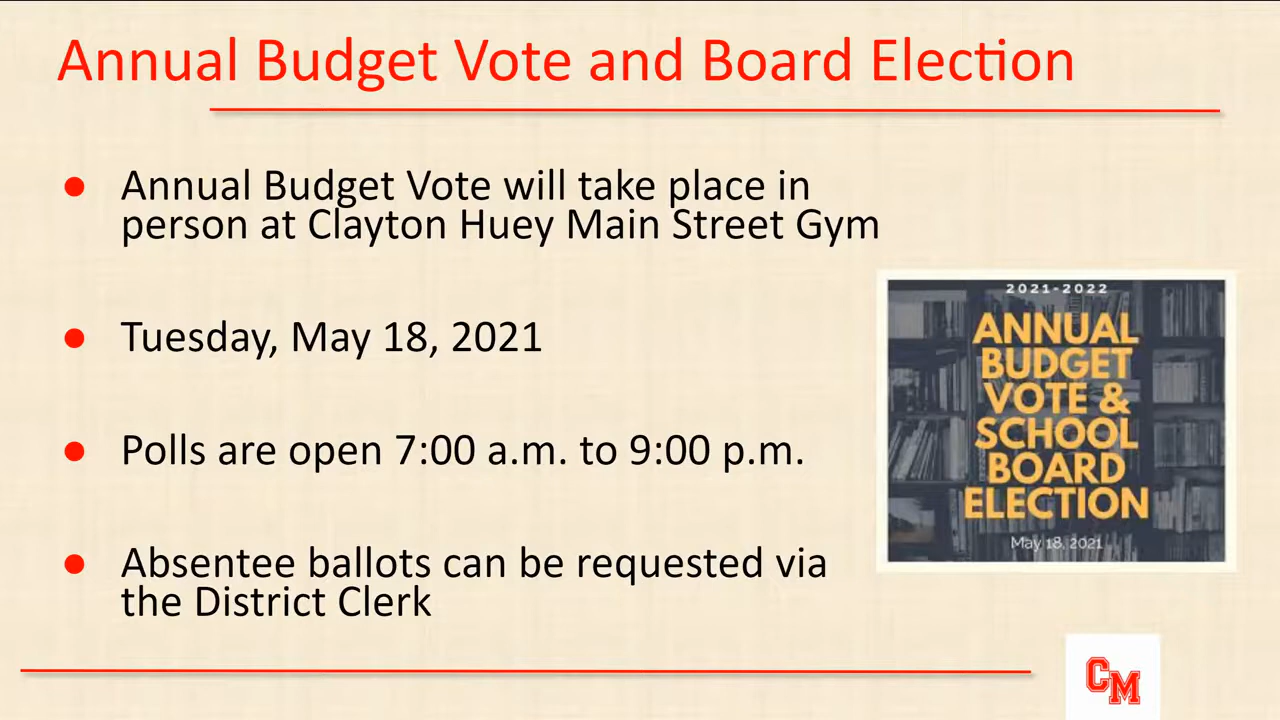 Annual Budget Vote and Board Election
● Annual Budget Vote will take place in
person at Clayton Huey Main Street Gym
● Tuesday, May 18, 2021
● Polls are open 7:00 a.m. to 9:00 p.m.
● Absentee ballots can be requested via
the District Clerk
2021-2022
ANNUAL
BUDGET
VOTE &
SCHOOL
BOARD
ELECTION
May 18, 2021
CM